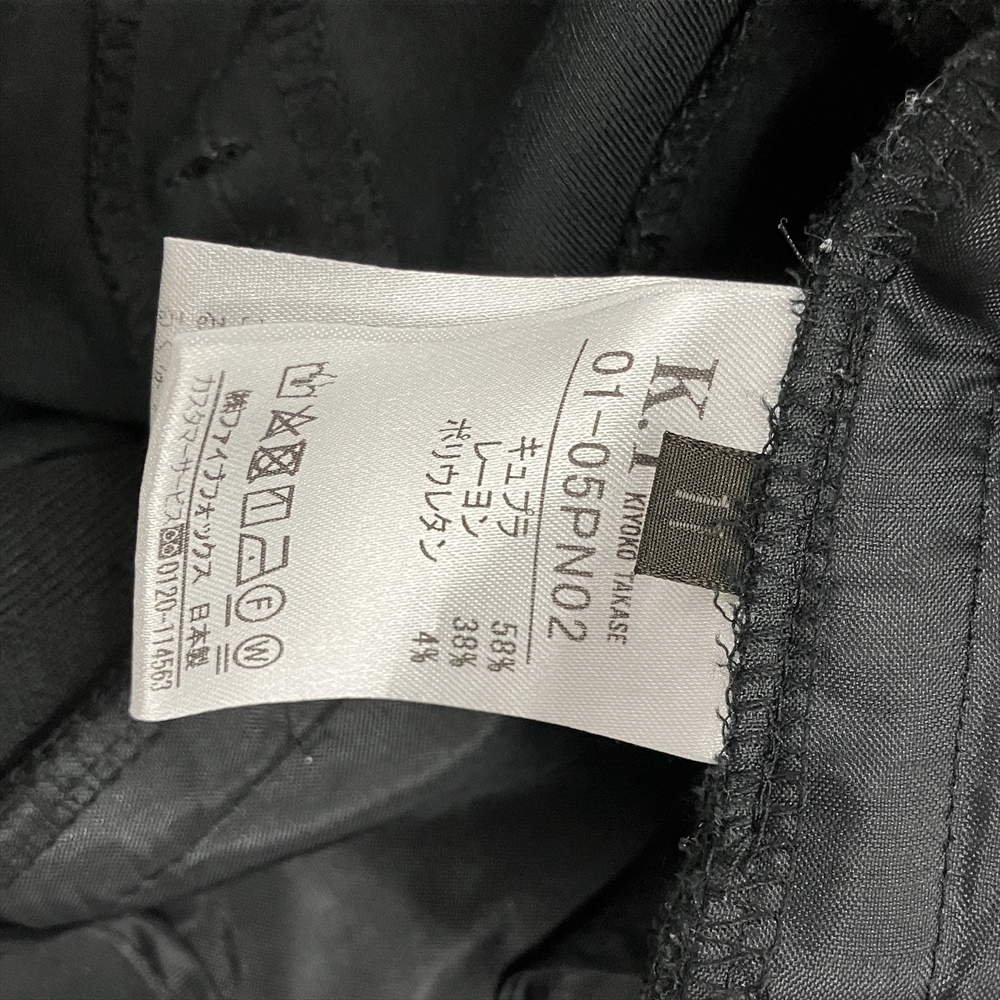 K.T
KIYOKO TAKASE
11
01-05PN02
キュプラ 58%
レーヨン 38%
ポリウレタン 4%
F W
㈱ファイブフォックス 日本製
カスタマーサービス 0120-114563